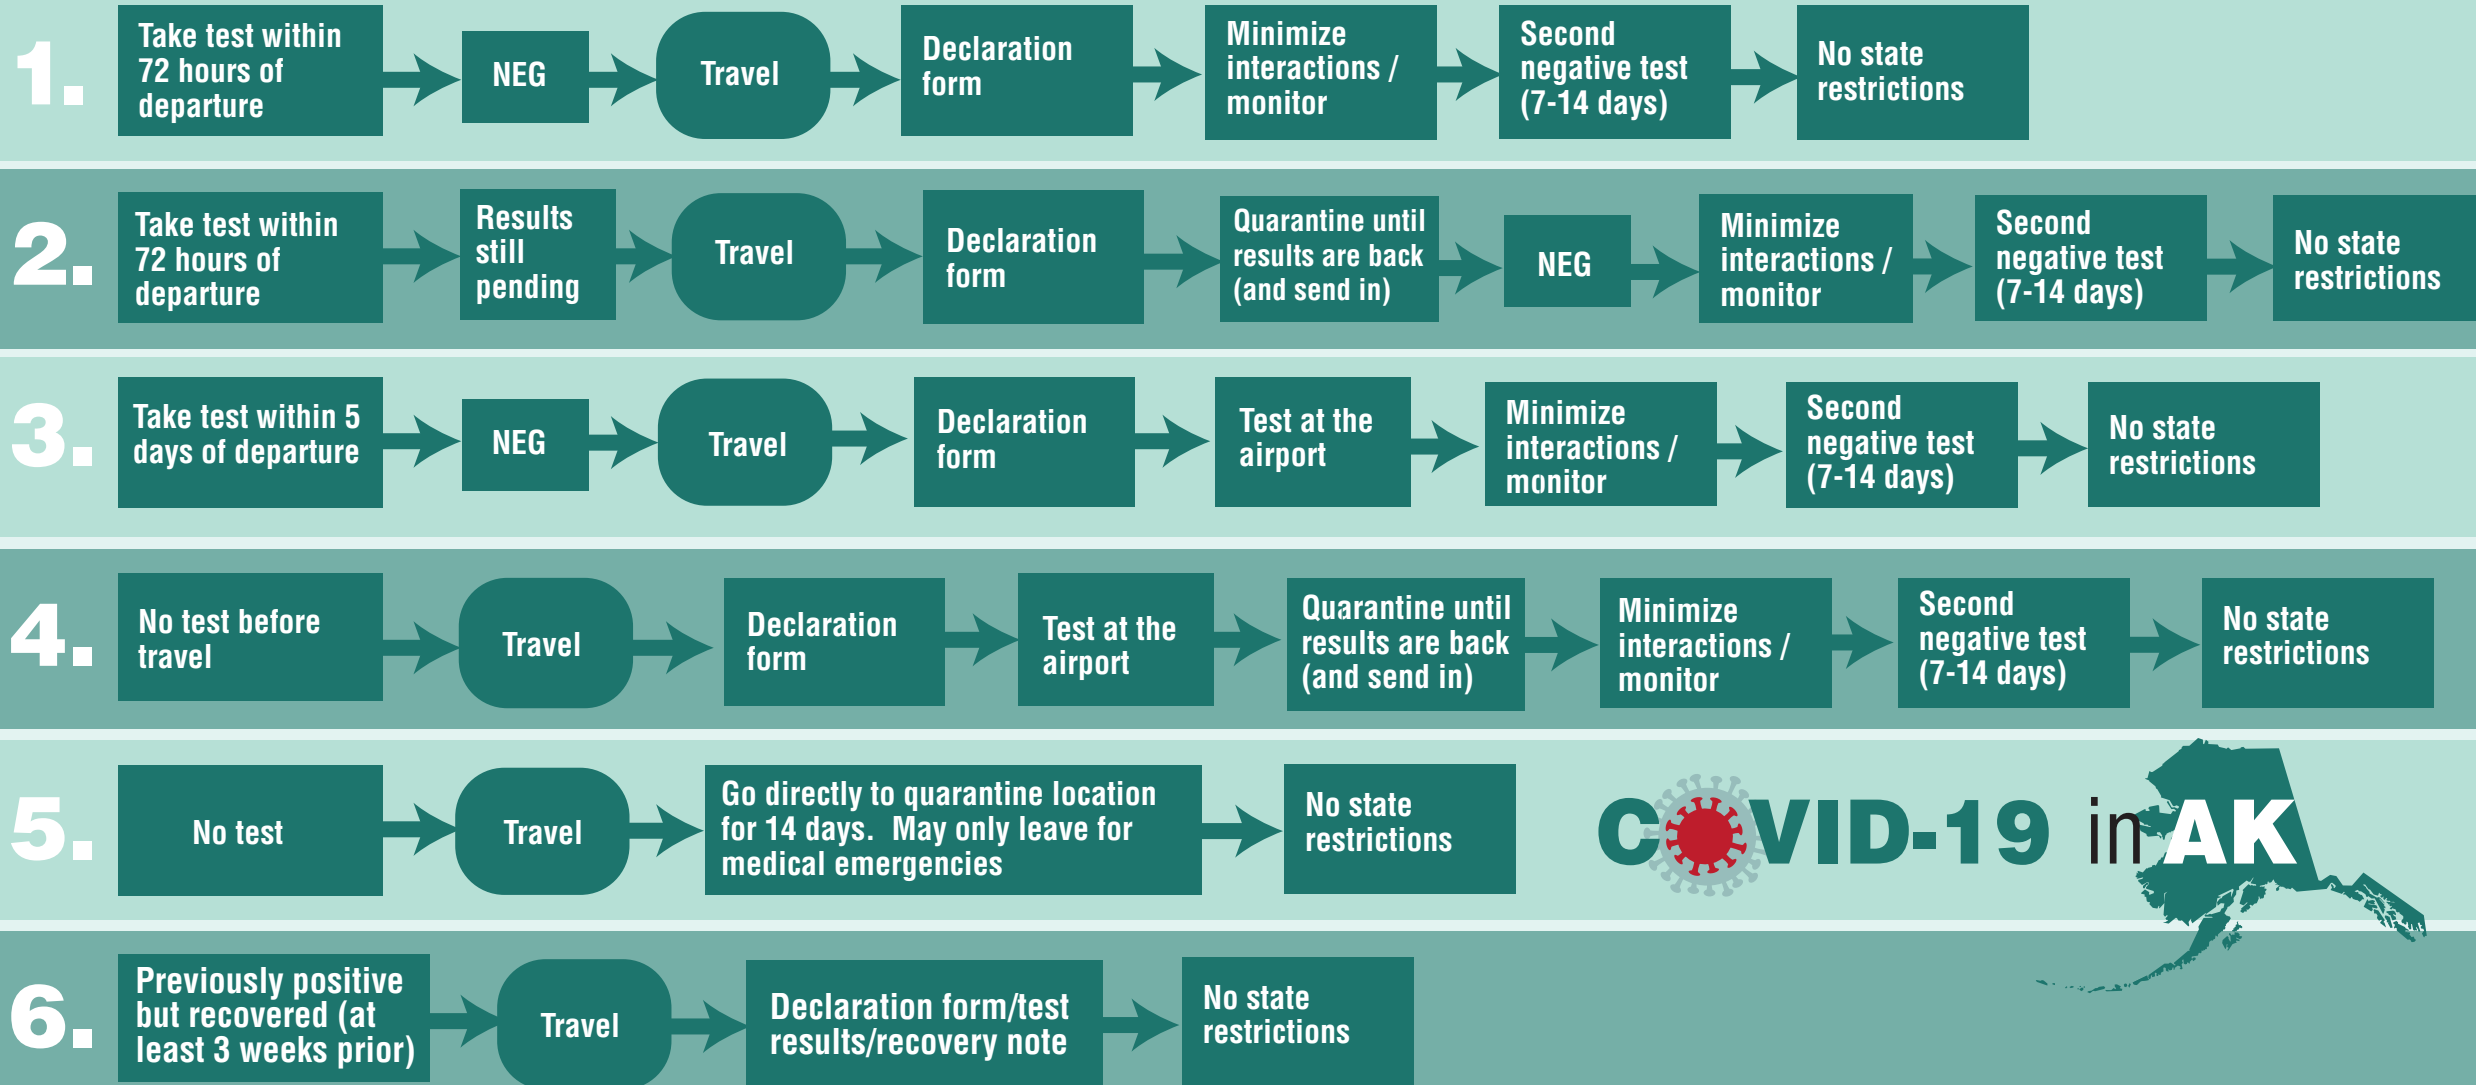 1.
Take test within
72 hours of
departure
NEG
Travel
Declaration
form
Minimize
interactions /
monitor
Second
negative test
(7-14 days)
No state
restrictions
2.
Take test within
72 hours of
departure
Results
still
pending
Travel
Declaration
form
Quarantine until
results are back
(and send in)
NEG
Minimize
interactions /
monitor
Second
negative test
(7-14 days)
No state
restrictions
3.
Take test within 5
days of departure
NEG
Travel
Declaration
form
Test at the
airport
Minimize
interactions /
monitor
Second
negative test
(7-14 days)
No state
restrictions
4.
No test before
travel
Travel
Declaration
form
Test at the
airport
Quarantine until
results are back
(and send in)
Minimize
interactions /
monitor
Second
negative test
(7-14 days)
No state
restrictions
5.
No test
Travel
Go directly to quarantine location
for 14 days. May only leave for
medical emergencies
No state
restrictions
COVID-19 in AK
6.
Previously positive
but recovered (at
least 3 weeks prior)
Travel
Declaration form/test
results/recovery note
No state
restrictions